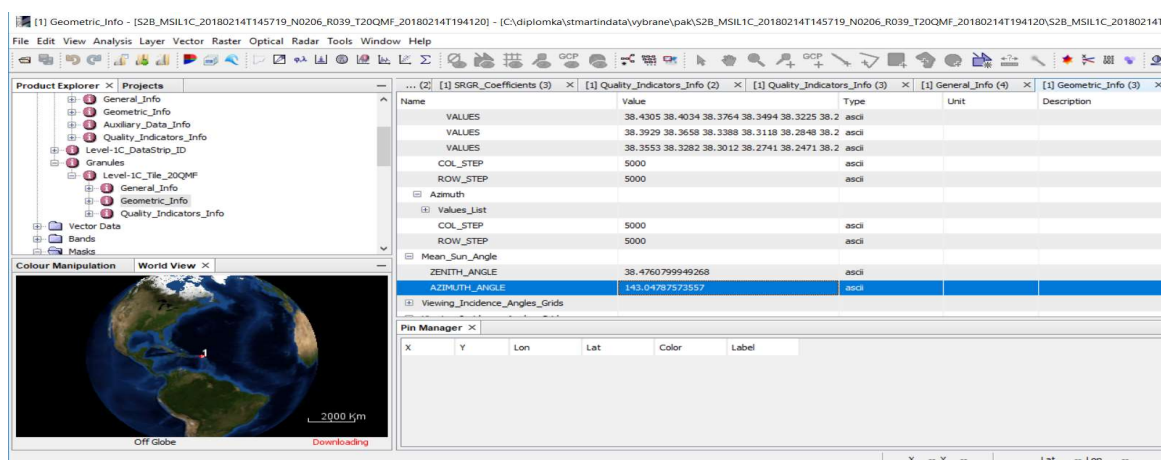 [1] Geometric_Info - [S2B_MSIL1C_20180214T145719_N0206_R039_T20QMF_20180214T194120] - [C:\diplomka\stmartindata\vybrane\pak\S2B_MSIL1C_20180214T145719_N0206_R039_T20QMF_20180214T194120\S2B_MSIL1C_20180214T
File Edit View Analysis Layer Vector Raster Optical Radar Tools Window Help
GCP GCP
Product Explorer × Projects
General_Info
Geometric_Info
Auxiliary_Data_Info
Quality_Indicators_Info
Level-1C_DataStrip_ID
Granules
Level-1C_Tile_20QMF
General_Info
Geometric_Info
Quality_Indicators_Info
Vector Data
Bands
Masks
Colour Manipulation World View ×
1
2000 Km
Off Globe Downloading
... (2) [1] SRGR_Coefficients (3) × [1] Quality_Indicators_Info (2) × [1] Quality_Indicators_Info (3) × [1] General_Info (4) × [1] Geometric_Info (3) ×
Name Value Type Unit Description
VALUES 38.4305 38.4034 38.3764 38.3494 38.3225 38.2 ascii
VALUES 38.3929 38.3658 38.3388 38.3118 38.2848 38.2 ascii
VALUES 38.3553 38.3282 38.3012 38.2741 38.2471 38.2 ascii
COL_STEP 5000 ascii
ROW_STEP 5000 ascii
Azimuth
Values_List
COL_STEP 5000 ascii
ROW_STEP 5000 ascii
Mean_Sun_Angle
ZENITH_ANGLE 38.4760799949268 ascii
AZIMUTH_ANGLE 143.04787573557 ascii
Viewing_Incidence_Angles_Grids
Pin Manager ×
X Y Lon Lat Color Label
X -- Y -- Lat -- Lon --